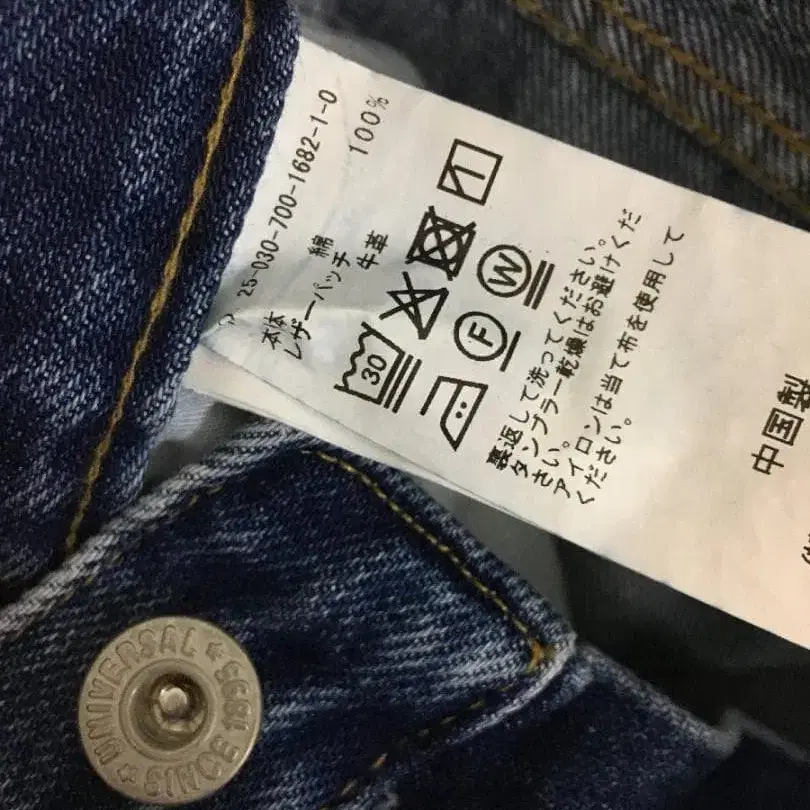 25-030-700-1682-1-0
本体 綿 100%
レザーパッチ 牛革
30
W
F
裏返して洗ってください。
タンブラー乾燥はお避けくだ
さい。
アイロンは当て布を使用して
ください。
中国製
UNIVERSAL
SINCE 1895